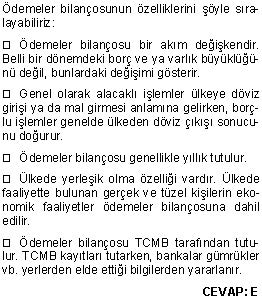 Ödemeler bilançosunun özelliklerini şöyle sıra-
layabiliriz:
□ Ödemeler bilançosu bir akım değişkendir.
Belli bir dönemdeki borç ve ya varlık büyüklüğü-
nü değil, bunlardaki değişimi gösterir.
□ Genel olarak alacaklı işlemler ülkeye döviz
girişi ya da mal girmesi anlamına gelirken, borç-
lu işlemler genelde ülkeden döviz çıkışı sonucu-
nu doğurur.
□ Ödemeler bilançosu genellikle yıllık tutulur.
□ Ülkede yerleşik olma özelliği vardır. Ülkede
faaliyette bulunan gerçek ve tüzel kişilerin eko-
nomik faaliyetler ödemeler bilançosuna dahil
edilir.
□ Ödemeler bilançosu TCMB tarafından tutu-
lur. TCMB kayıtları tutarken, bankalar gümrükler
vb. yerlerden elde ettiği bilgilerden yararlanır.
CEVAP: E